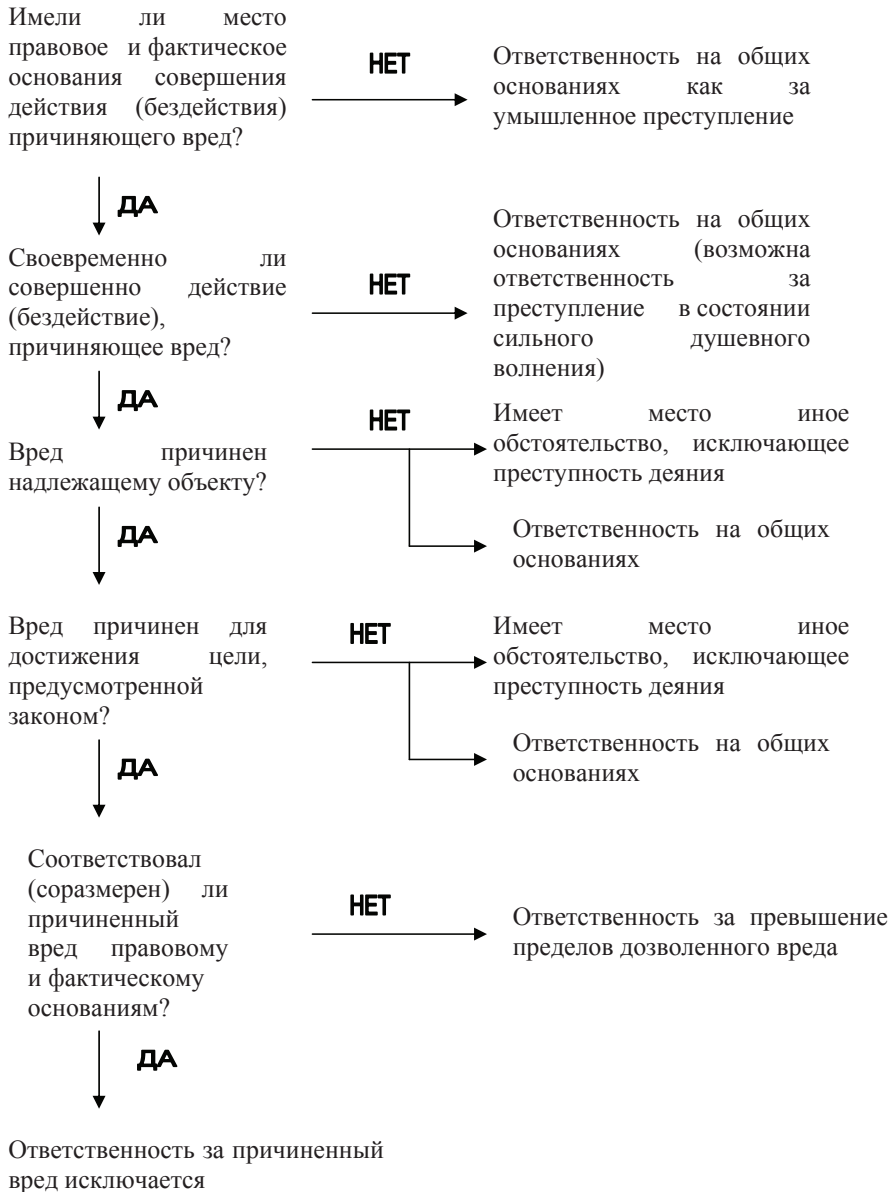 Имели ли место
правовое и фактическое
основания совершения
действия (бездействия)
причиняющего вред?
НЕТ
Ответственность на общих
основаниях как за
умышленное преступление
ДА
Своевременно ли
совершенно действие
(бездействие),
причиняющее вред?
НЕТ
Ответственность на общих
основаниях (возможна
ответственность за
преступление в состоянии
сильного душевного
волнения)
ДА
Вред причинен
надлежащему объекту?
НЕТ
Имеет место иное
обстоятельство, исключающее
преступность деяния
Ответственность на общих
основаниях
ДА
Вред причинен для
достижения цели,
предусмотренной
законом?
НЕТ
Имеет место иное
обстоятельство, исключающее
преступность деяния
Ответственность на общих
основаниях
ДА
Соответствовал
(соразмерен) ли
причиненный
вред правовому
и фактическому
основаниям?
НЕТ
Ответственность за превышение
пределов дозволенного вреда
ДА
Ответственность за причиненный
вред исключается